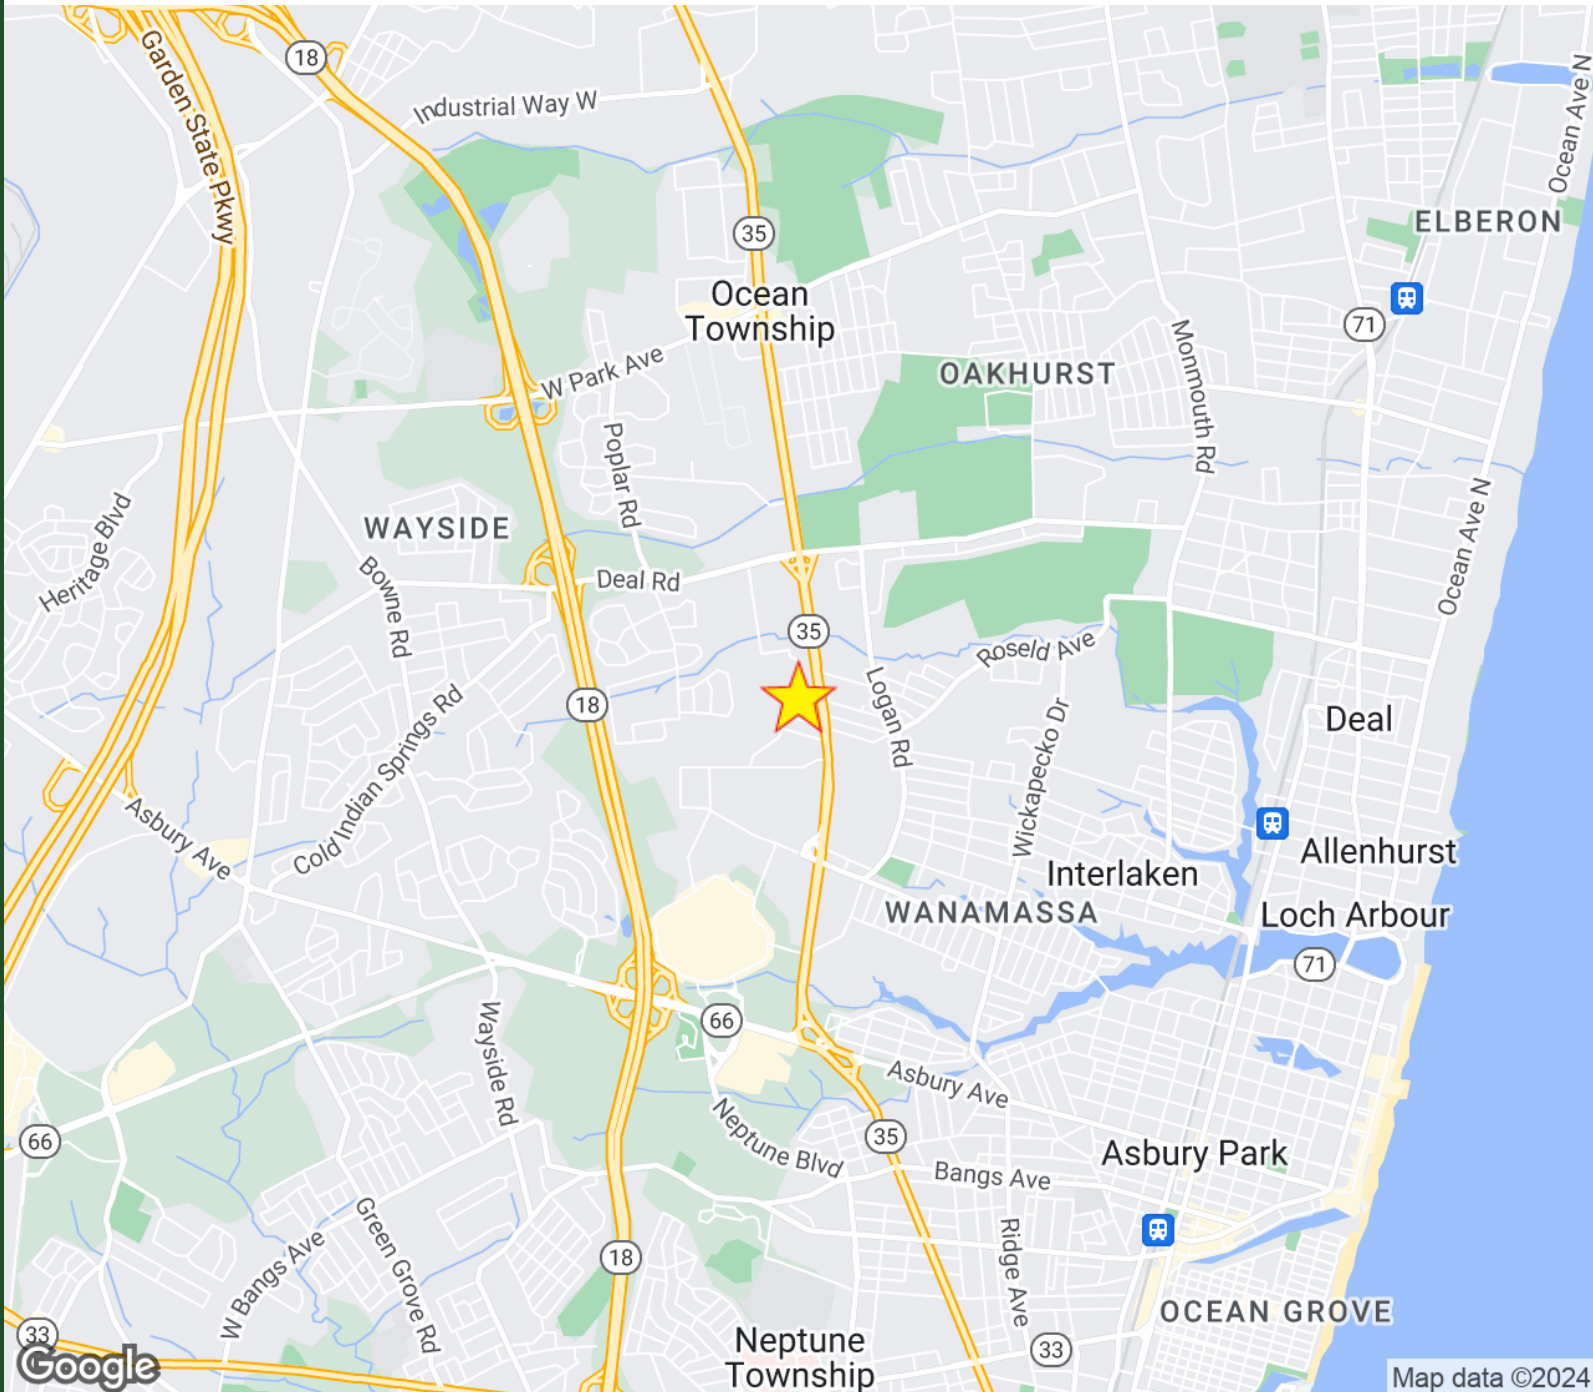 18
Garden State Pkwy
Industrial Way W
Ocean Ave N
35
ELBERON
Ocean
Township
71
W Park Ave
OAKHURST
Monmouth Rd
Poplar Rd
Heritage Blvd
WAYSIDE
Ocean Ave N
Bowne Rd
Deal Rd
35
Roseld Ave
Logan Rd
18
Cold Indian Springs Rd
Wickapecko Dr
Deal
Asbury Ave
Allenhurst
Interlaken
WANAMASSA
Loch Arbour
71
66
Wayside Rd
Asbury Ave
Neptune Blvd
66
35
Asbury Park
Bangs Ave
Green Grove Rd
W Bangs Ave
18
Ridge Ave
OCEAN GROVE
33
Neptune
Township
33
Google
Map data ©2024